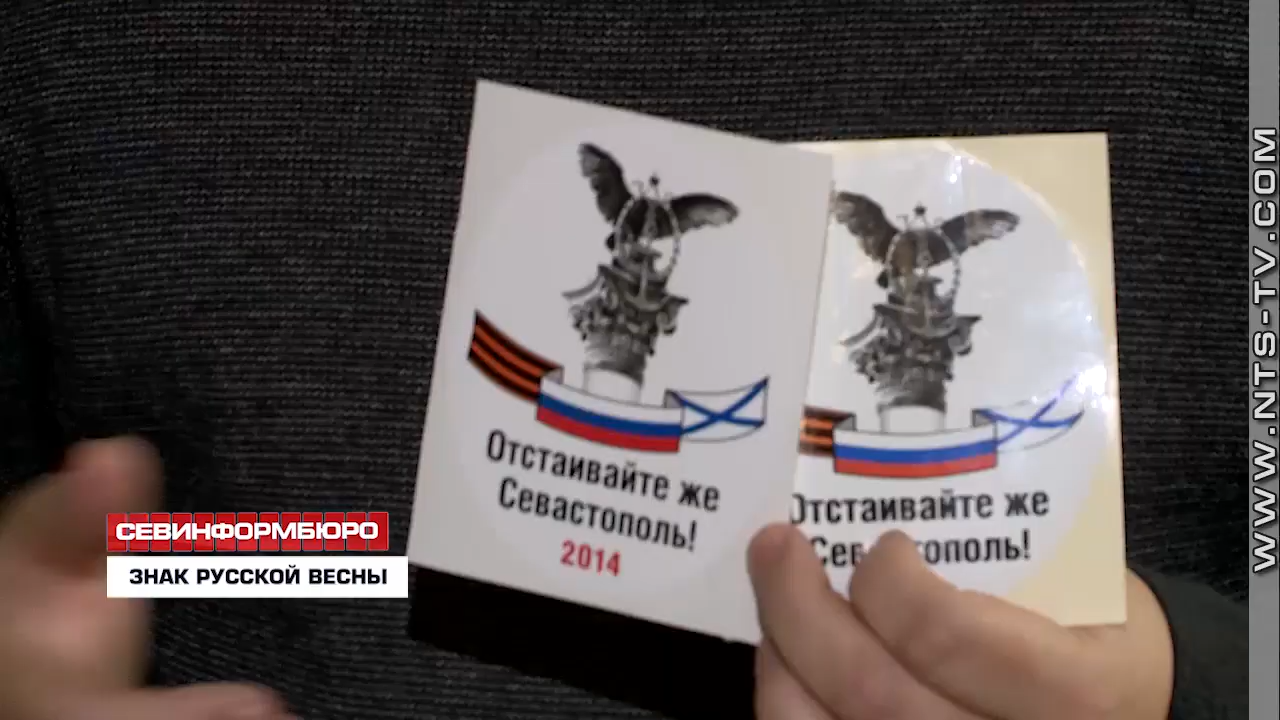 Отстаивайте же
Севастополь!
2014
Отстаивайте же
Севастополь!
СЕВИНФОРМБЮРО
ЗНАК РУССКОЙ ВЕСНЫ
WWW.NTS-TV.COM